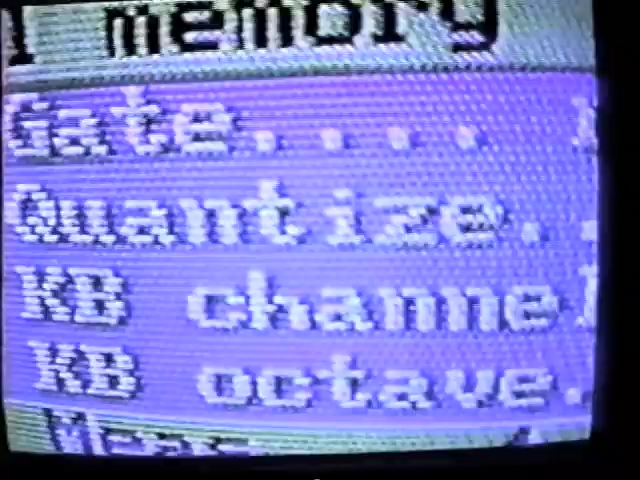 l memory
Gate....
Quantize..
KB channel
KB octave.